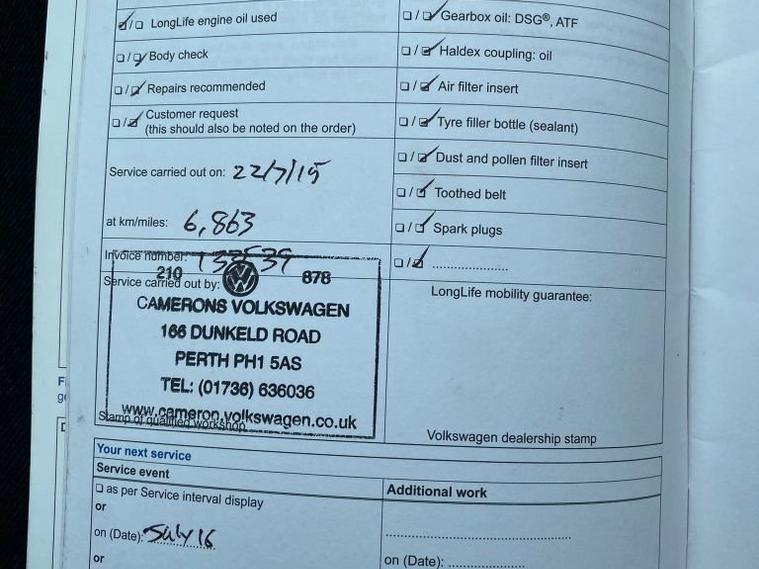 LongLife engine oil used
Body check
Repairs recommended
Customer request
(this should also be noted on the order)
Service carried out on: 22/7/15
at km/miles: 6,863
Invoice number:
Service carried out by:
210 878
CAMERONS VOLKSWAGEN
166 DUNKELD ROAD
PERTH PH1 5AS
TEL: (01736) 636036
www.cameron.volkswagen.co.uk
Stamp of qualified workshop
Gearbox oil: DSG®, ATF
Haldex coupling: oil
Air filter insert
Tyre filler bottle (sealant)
Dust and pollen filter insert
Toothed belt
Spark plugs
LongLife mobility guarantee:
Volkswagen dealership stamp
Your next service
Service event
as per Service interval display
or
on (Date): July 16
or
Additional work
on (Date):